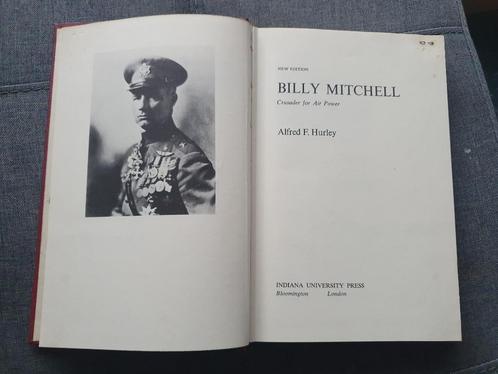 NEW EDITION
BILLY MITCHELL
Crusader for Air Power
Alfred F. Hurley
INDIANA UNIVERSITY PRESS
Bloomington London